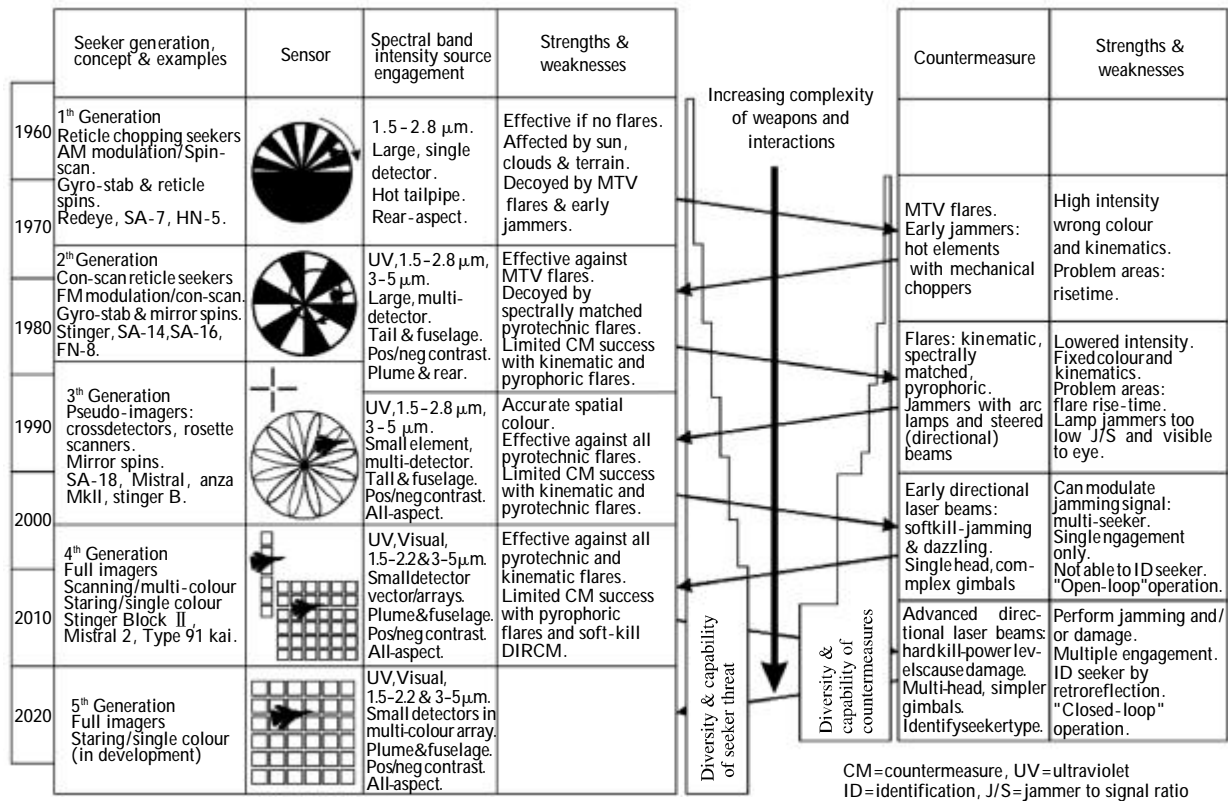 Seeker generation,
concept & examples
Sensor
Spectral band
intensity source
engagement
Strengths &
weaknesses
Countermeasure
Strengths &
weaknesses
1960
1970
1980
1990
2000
2010
2020
1th Generation
Reticle chopping seekers
AM modulation/Spin-
scan.
Gyro-stab & reticle
spins.
Redeye, SA-7, HN-5.
1.5–2.8 μm.
Large, single
detector.
Hot tailpipe.
Rear-aspect.
Effective if no flares.
Affected by sun,
clouds & terrain.
Decoyed by MTV
flares & early
jammers.
2th Generation
Con-scan reticle seekers
FM modulation/con-scan.
Gyro-stab & mirror spins.
Stinger, SA-14,SA-16,
FN-8.
UV,1.5–2.8 μm,
3–5 μm.
Large, multi-
detector.
Tail & fuselage.
Pos/neg contrast.
Plume & rear.
Effective against
MTV flares.
Decoyed by
spectrally matched
pyrotechnic flares.
Limited CM success
with kinematic and
pyrophoric flares.
3th Generation
Pseudo-imagers:
crossdetectors, rosette
scanners.
Mirror spins.
SA-18, Mistral, anza
MkII, stinger B.
UV,1.5–2.8 μm,
3–5 μm.
Small element,
multi-detector.
Tall & fuselage.
Pos/neg contrast.
All-aspect.
Accurate spatial
colour.
Effective against all
pyrotechnic flares.
Limited CM success
with kinematic and
pyrotechnic flares.
4th Generation
Full imagers
Scanning/multi-colour
Staring/single colour
Stinger Block II,
Mistral 2, Type 91 kai.
UV,Visual,
1.5–2.2&3–5μm.
Small detector
vector/arrays.
Plume&fuselage.
Pos/neg contrast.
All-aspect.
Effective against all
pyrotechnic and
kinematic flares.
Limited CM success
with pyrophoric
flares and soft-kill
DIRCM.
5th Generation
Full imagers
Staring/single colour
(in development)
UV,Visual,
1.5–2.2 &3–5μm.
Small detectors in
multi-colour array.
Plume&fuselage.
Pos/neg contrast.
All-aspect.
Increasing complexity
of weapons and
interactions
Diversity & capability
of seeker threat
Diversity &
capability of
countermeasures
MTV flares.
Early jammers:
hot elements
with mechanical
choppers
High intensity
wrong colour
and kinematics.
Problem areas:
risetime.
Flares: kinematic,
spectrally
matched,
pyrophoric.
Jammers with arc
lamps and steered
(directional)
beams
Lowered intensity.
Fixed colour and
kinematics.
Problem areas:
flare rise-time.
Lamp jammers too
low J/S and visible
to eye.
Early directional
laser beams:
softkill-jamming
& dazzling.
Single head, com-
plex gimbals
Can modulate
jamming signal:
multi-seeker.
Single engagement
only.
Not able to ID seeker.
"Open-loop" operation.
Advanced direc-
tional laser beams:
hard kill-power lev-
elscause damage.
Multi-head, simpler
gimbals.
Identify seeker type.
Perform jamming and/
or damage.
Multiple engagement.
ID seeker by
retroreflection.
"Closed-loop"
operation.
CM=countermeasure, UV=ultraviolet
ID=identification, J/S=jammer to signal ratio